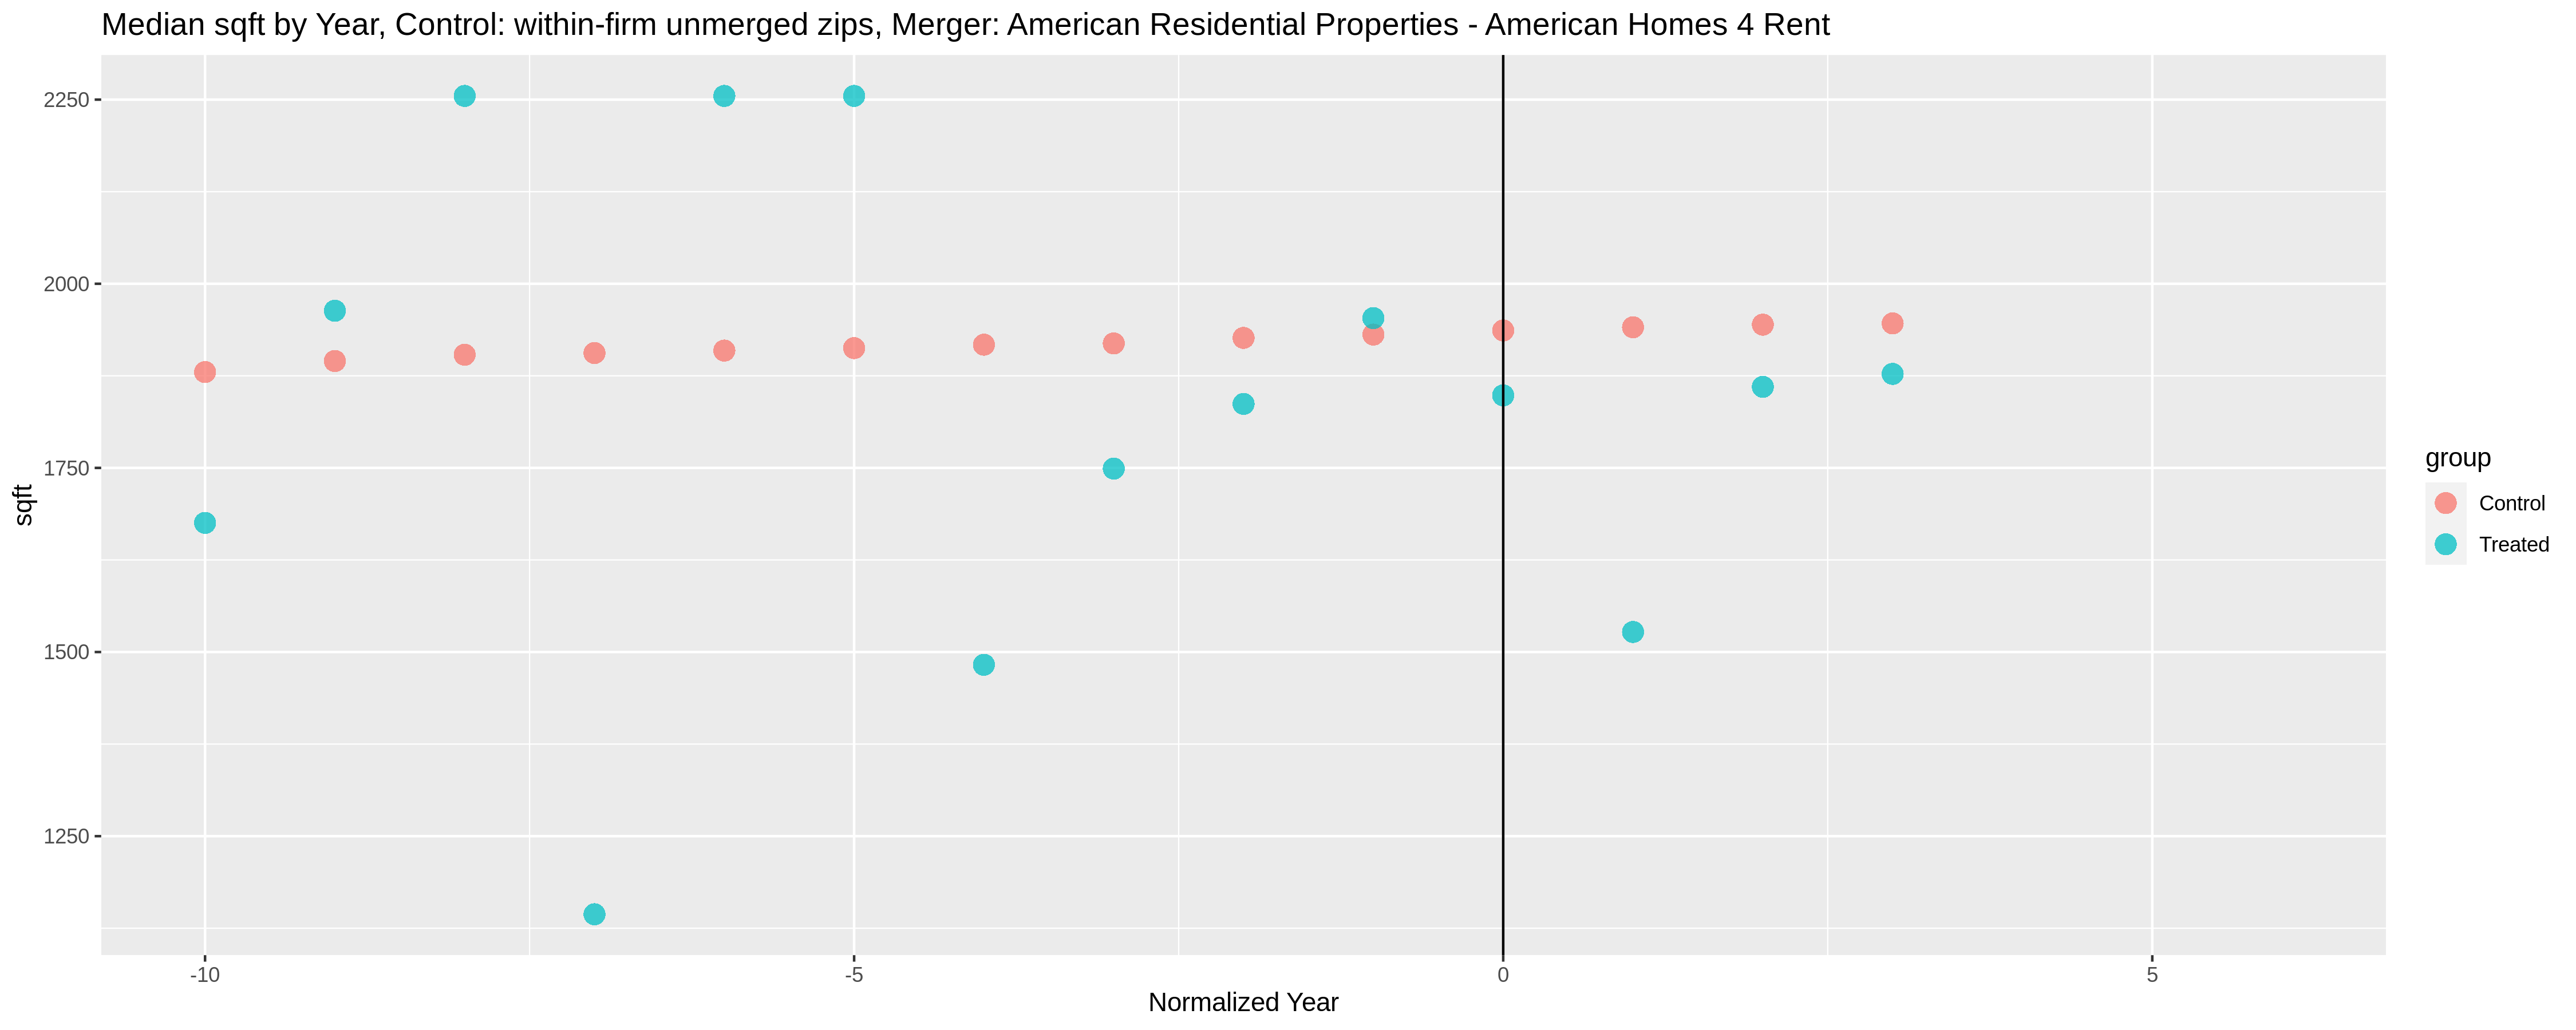 Median sqft by Year, Control: within-firm unmerged zips, Merger: American Residential Properties - American Homes 4 Rent
2250
2000
1750
1500
1250
sqft
-10
-5
0
5
Normalized Year
group
Control
Treated